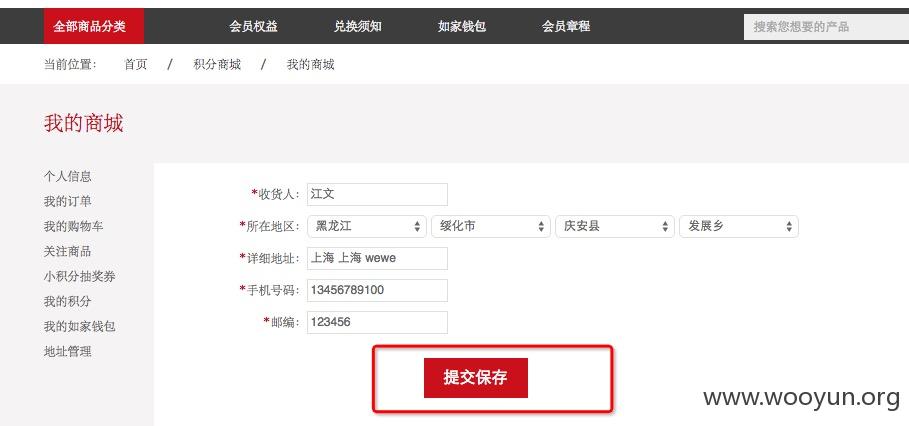 全部商品分类 会员权益 兑换须知 如家钱包 会员章程 搜索您想要的产品
当前位置： 首页 / 积分商城 / 我的商城
我的商城
个人信息
我的订单
我的购物车
关注商品
小积分抽奖券
我的积分
我的如家钱包
地址管理
*收货人： 江文
*所在地区： 黑龙江 绥化市 庆安县 发展乡
*详细地址： 上海 上海 wewe
*手机号码： 13456789100
*邮编： 123456
提交保存
www.wooyun.org